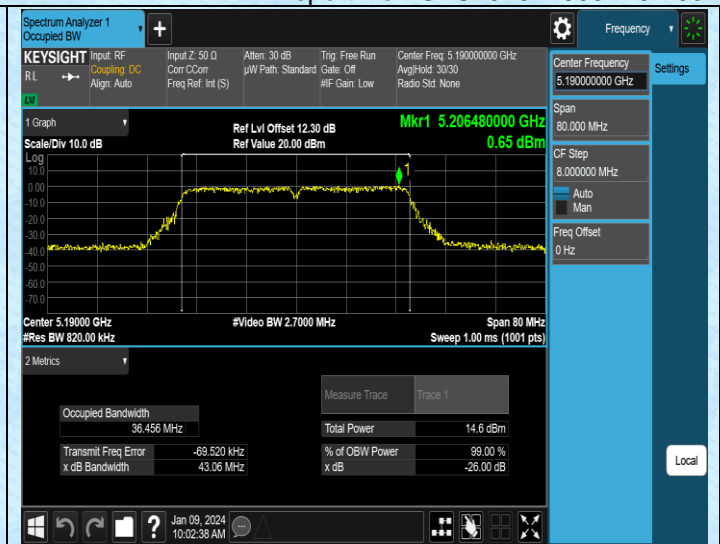 Spectrum Analyzer 1
Occupied BW
+
Frequency
KEYSIGHT
RL
LXI
Input: RF
Coupling: DC
Align: Auto
Input Z: 50 Ω
Corr CCorr
Freq Ref: Int (S)
Atten: 30 dB
µW Path: Standard
Trig: Free Run
Gate: Off
#IF Gain: Low
Center Freq: 5.190000000 GHz
Avg|Hold: 30/30
Radio Std: None
Center Frequency
5.190000000 GHz
Settings
Span
80.000 MHz
CF Step
8.000000 MHz
Auto
Man
Freq Offset
0 Hz
1 Graph
Scale/Div 10.0 dB
Ref Lvl Offset 12.30 dB
Ref Value 20.00 dBm
Mkr1 5.206480000 GHz
0.65 dBm
Log
10.0
0.00
-10.0
-20.0
-30.0
-40.0
-50.0
-60.0
-70.0
1
Center 5.19000 GHz
#Res BW 820.00 kHz
#Video BW 2.7000 MHz
Span 80 MHz
Sweep 1.00 ms (1001 pts)
2 Metrics
Measure Trace
Trace 1
Occupied Bandwidth
36.456 MHz
Total Power
14.6 dBm
Transmit Freq Error
-69.520 kHz
% of OBW Power
99.00 %
x dB Bandwidth
43.06 MHz
x dB
-26.00 dB
Local
?
Jan 09, 2024
10:02:38 AM